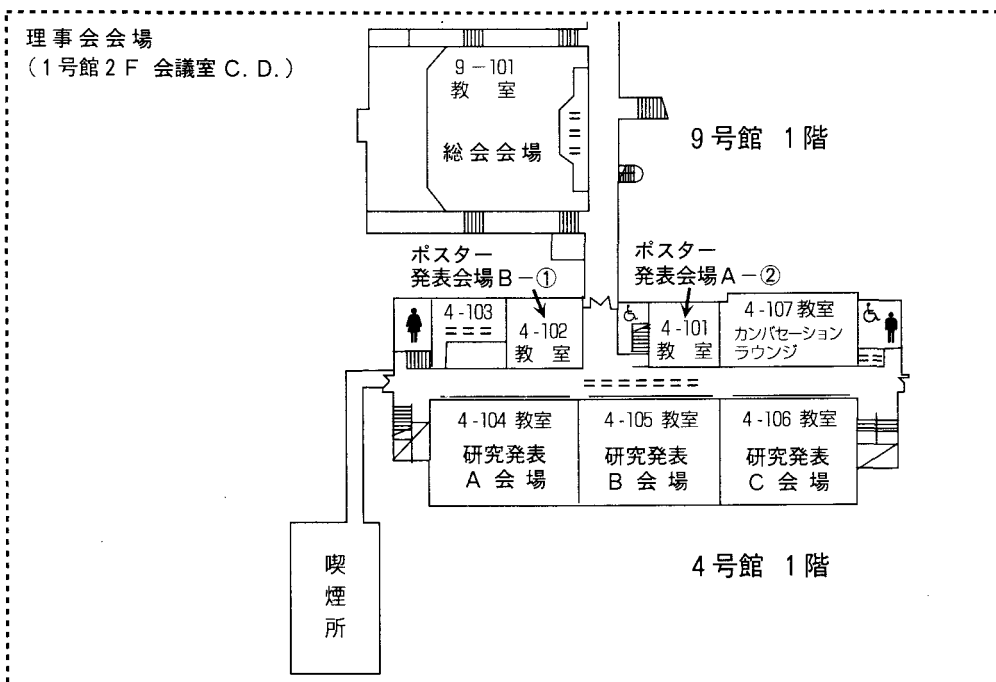 理事会会場
(1号館2F 会議室 C. D.)
9-101
教 室
総会会場
9号館 1階
ポスター
発表会場B-①
ポスター
発表会場A-②
4-103
4-102
教 室
4-101
教 室
4-107 教室
カンバセーション
ラウンジ
4-104 教室
研究発表
A 会 場
4-105 教室
研究発表
B 会 場
4-106 教室
研究発表
C 会 場
4号館 1階
喫
煙
所